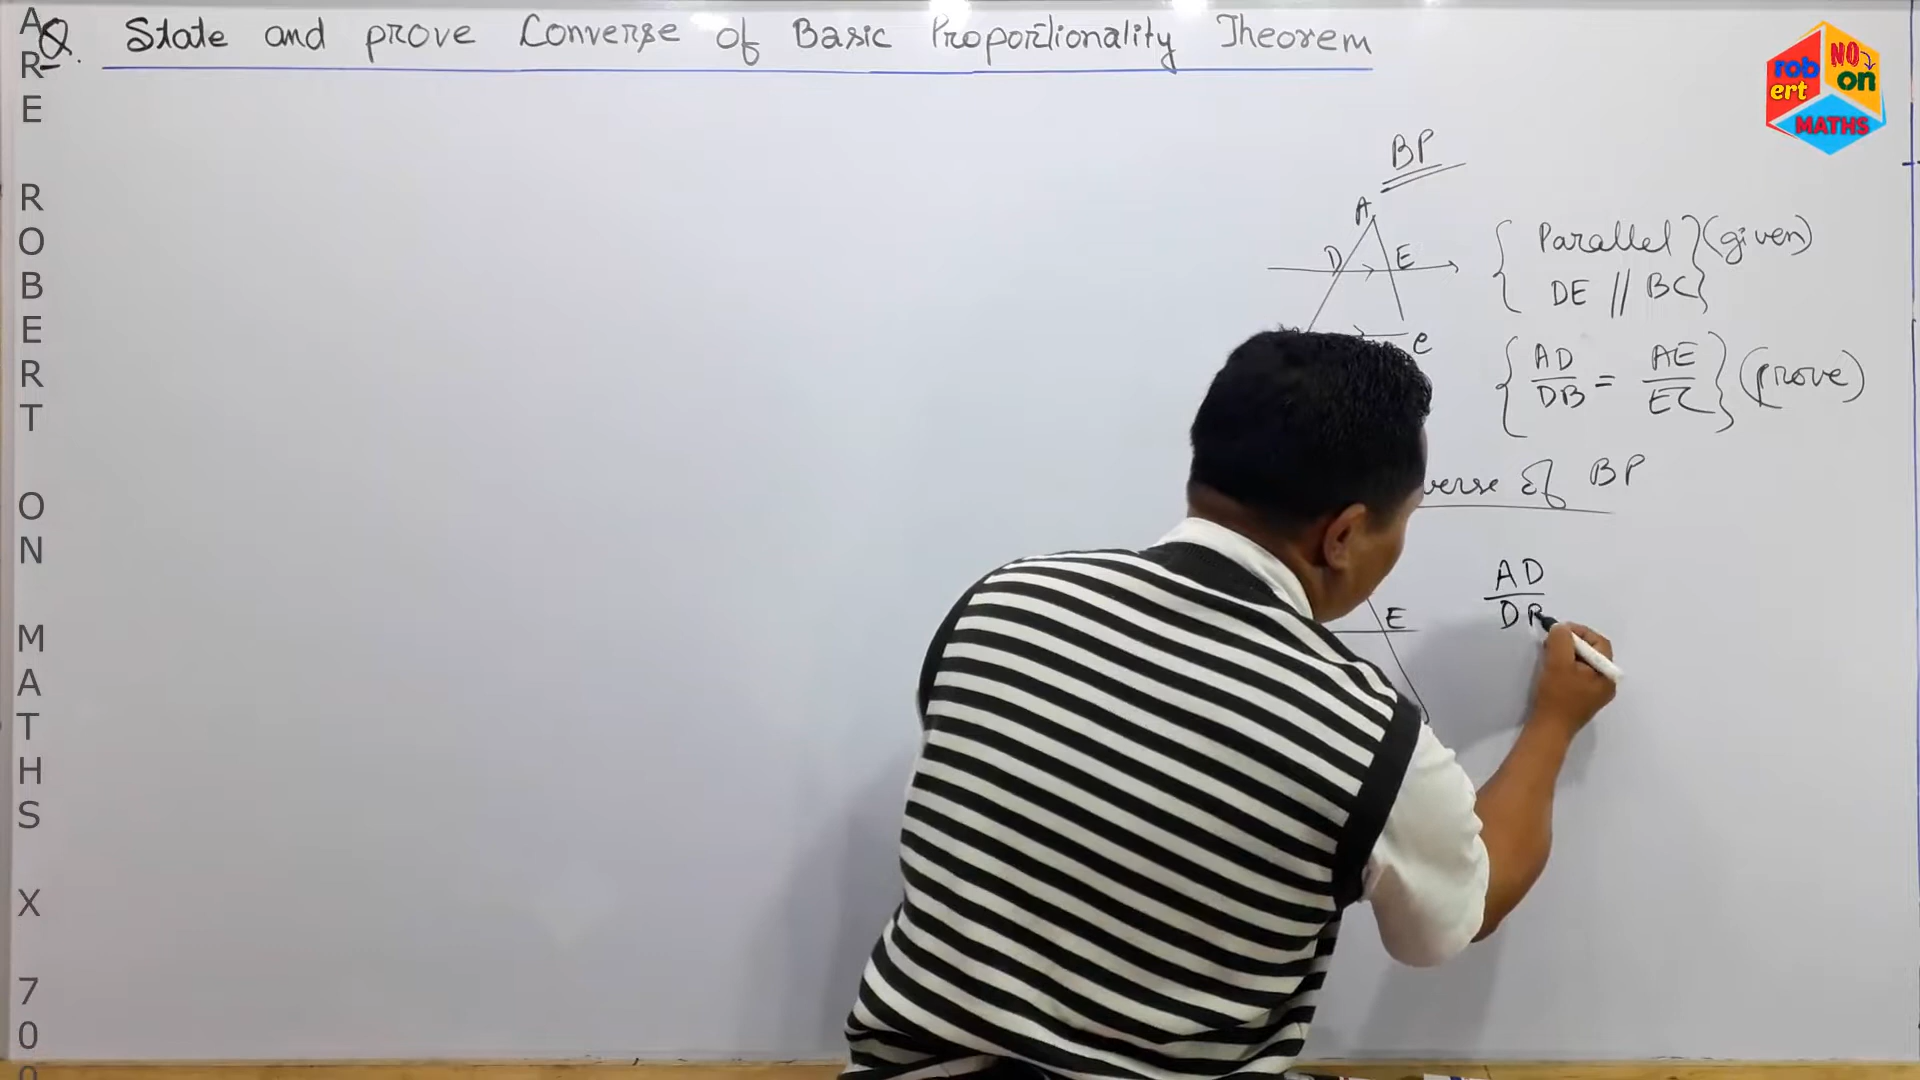 Q. State and prove Converse of Basic Proportionality Theorem
rob
ert
NO
on
MATHS
BP
A
D E
C
{ Parallel } (given)
{ DE // BC }
{ AD/DB = AE/EC } (prove)
verse of BP
E
AD
DB
ARE ROBERT ON MATHS X 700